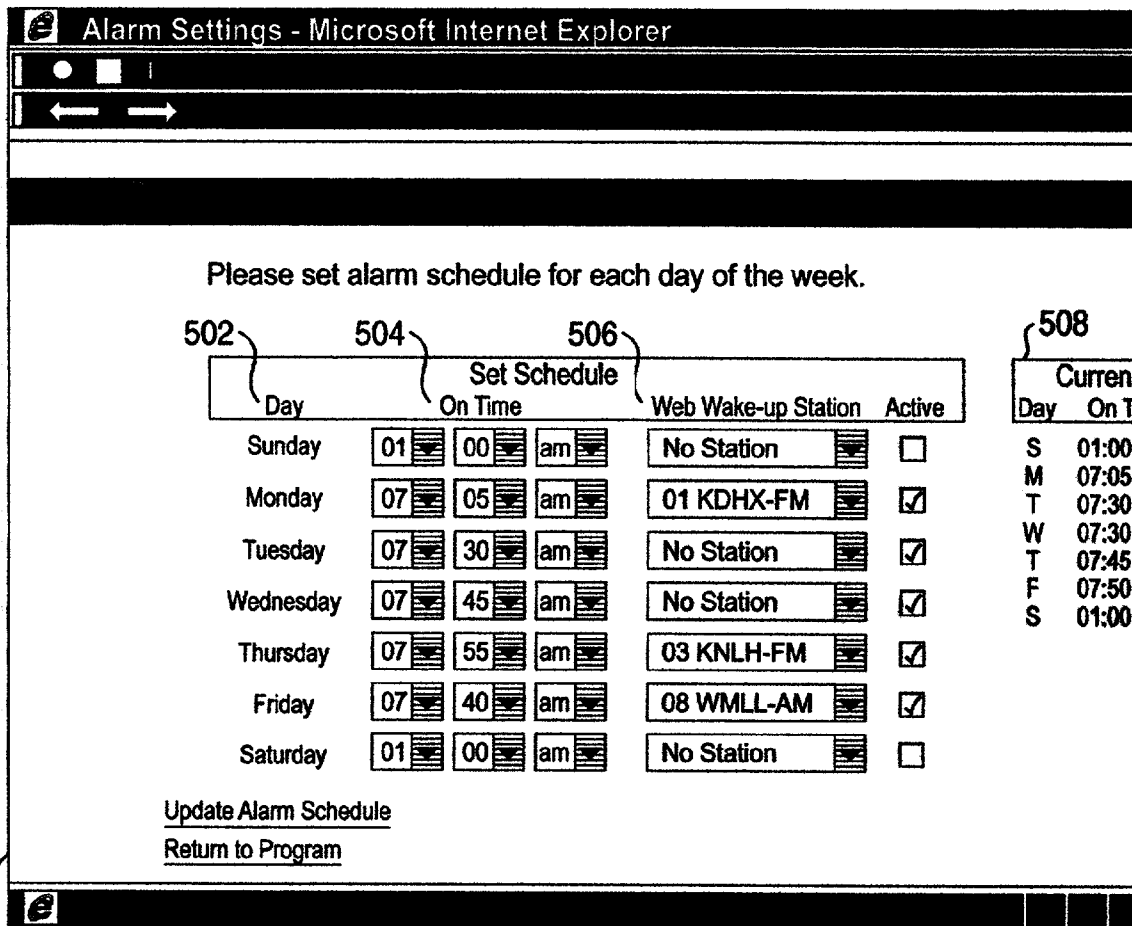 Alarm Settings - Microsoft Internet Explorer
Please set alarm schedule for each day of the week.
502 504 506 508
Set Schedule
Day On Time Web Wake-up Station Active
Sunday 01 00 am No Station
Monday 07 05 am 01 KDHX-FM
Tuesday 07 30 am No Station
Wednesday 07 45 am No Station
Thursday 07 55 am 03 KNLH-FM
Friday 07 40 am 08 WMLL-AM
Saturday 01 00 am No Station
Curren
Day On T
S 01:00
M 07:05
T 07:30
W 07:30
T 07:45
F 07:50
S 01:00
Update Alarm Schedule
Return to Program